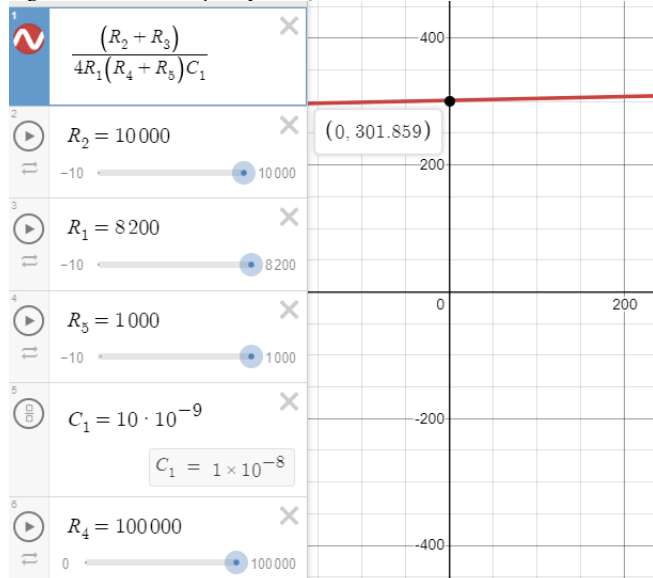 1
(R₂ + R₃)
4R₁(R₄ + R₅)C₁
2
R₂ = 10000
-10 10000
3
R₁ = 8200
-10 8200
4
R₅ = 1000
-10 1000
5
C₁ = 10 · 10⁻⁹
C₁ = 1 × 10⁻⁸
6
R₄ = 100000
0 100000
400
(0, 301.859)
200
0 200
-200
-400